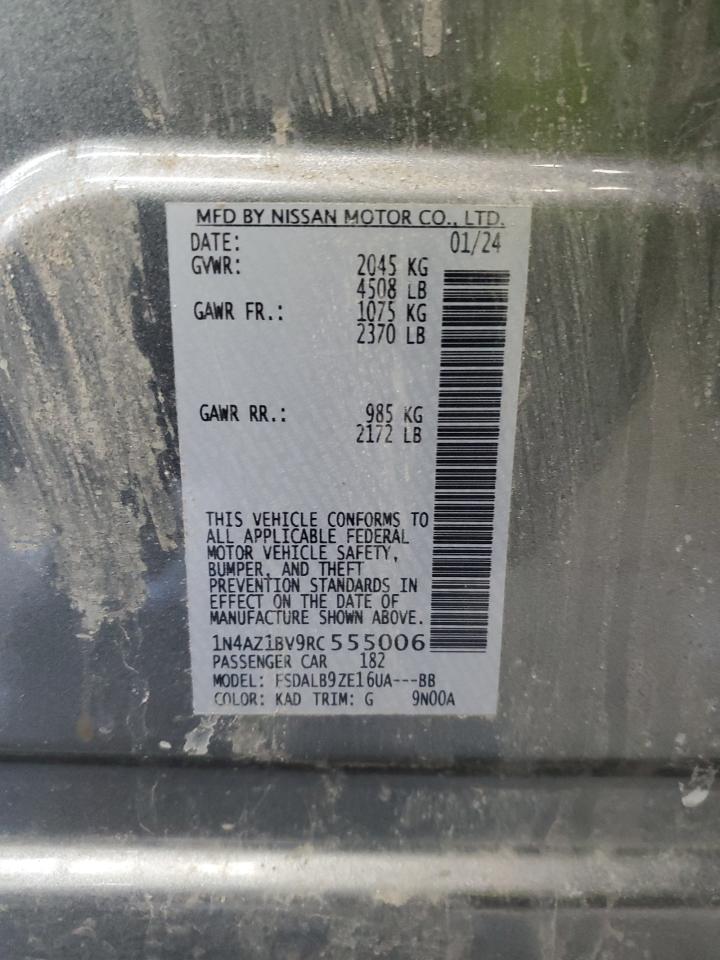 MFD BY NISSAN MOTOR CO., LTD.
DATE: 01/24
GVWR: 2045 KG
4508 LB
GAWR FR.: 1075 KG
2370 LB
GAWR RR.: 985 KG
2172 LB
THIS VEHICLE CONFORMS TO
ALL APPLICABLE FEDERAL
MOTOR VEHICLE SAFETY,
BUMPER, AND THEFT
PREVENTION STANDARDS IN
EFFECT ON THE DATE OF
MANUFACTURE SHOWN ABOVE.
1N4AZ1BV9RC555006
PASSENGER CAR 182
MODEL: FSDALB9ZE16UA---BB
COLOR: KAD TRIM: G 9N00A